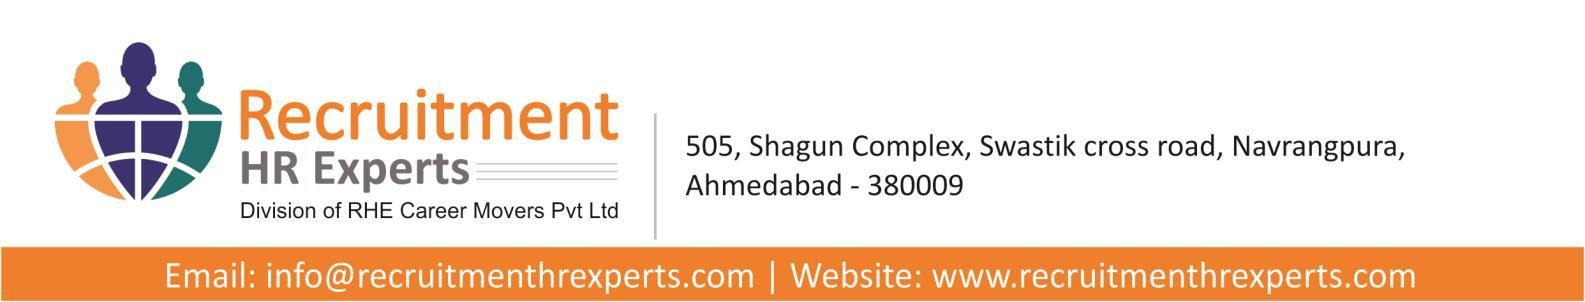 Recruitment
HR Experts
Division of RHE Career Movers Pvt Ltd
505, Shagun Complex, Swastik cross road, Navrangpura,
Ahmedabad - 380009
Email: info@recruitmenthrexperts.com | Website: www.recruitmenthrexperts.com